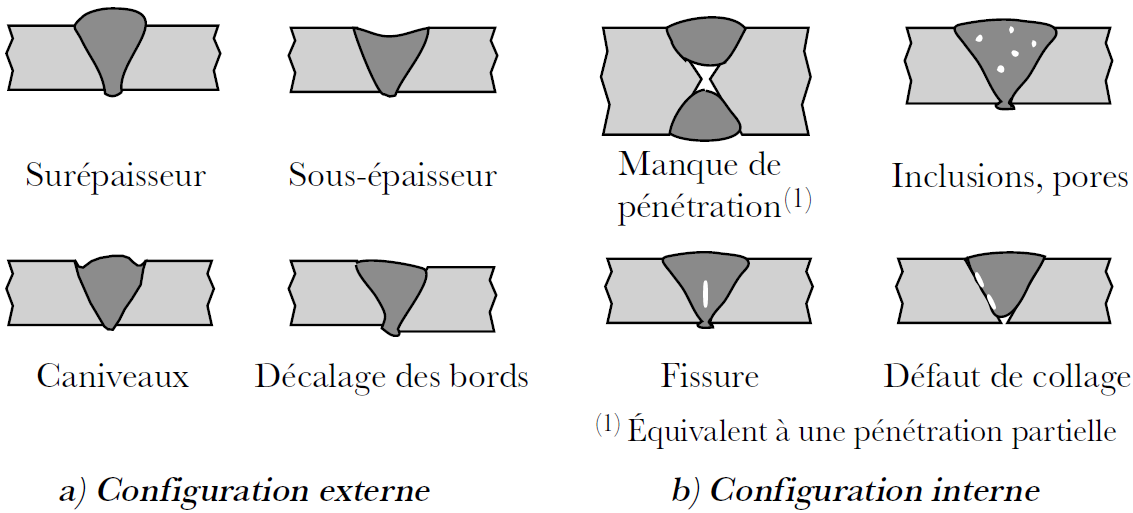 Surépaisseur
Sous-épaisseur
Manque de
pénétration(1)
Inclusions, pores
Caniveaux
Décalage des bords
Fissure
Défaut de collage
(1) Équivalent à une pénétration partielle
a) Configuration externe
b) Configuration interne